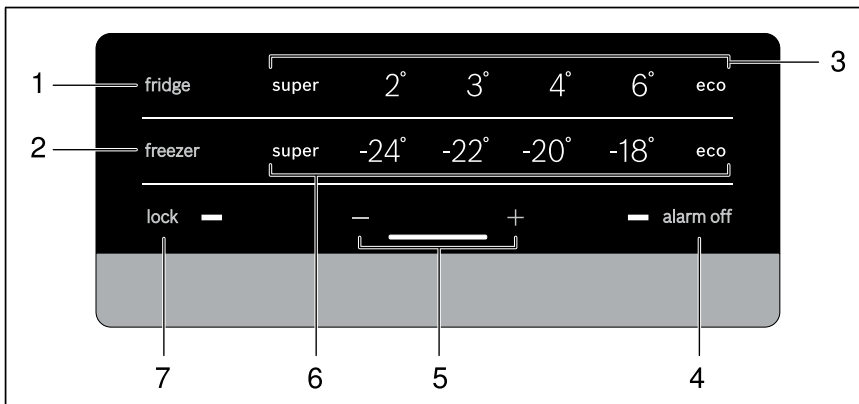 1 fridge super 2° 3° 4° 6° eco 3
2 freezer super -24° -22° -20° -18° eco
lock − + alarm off
7 6 5 4